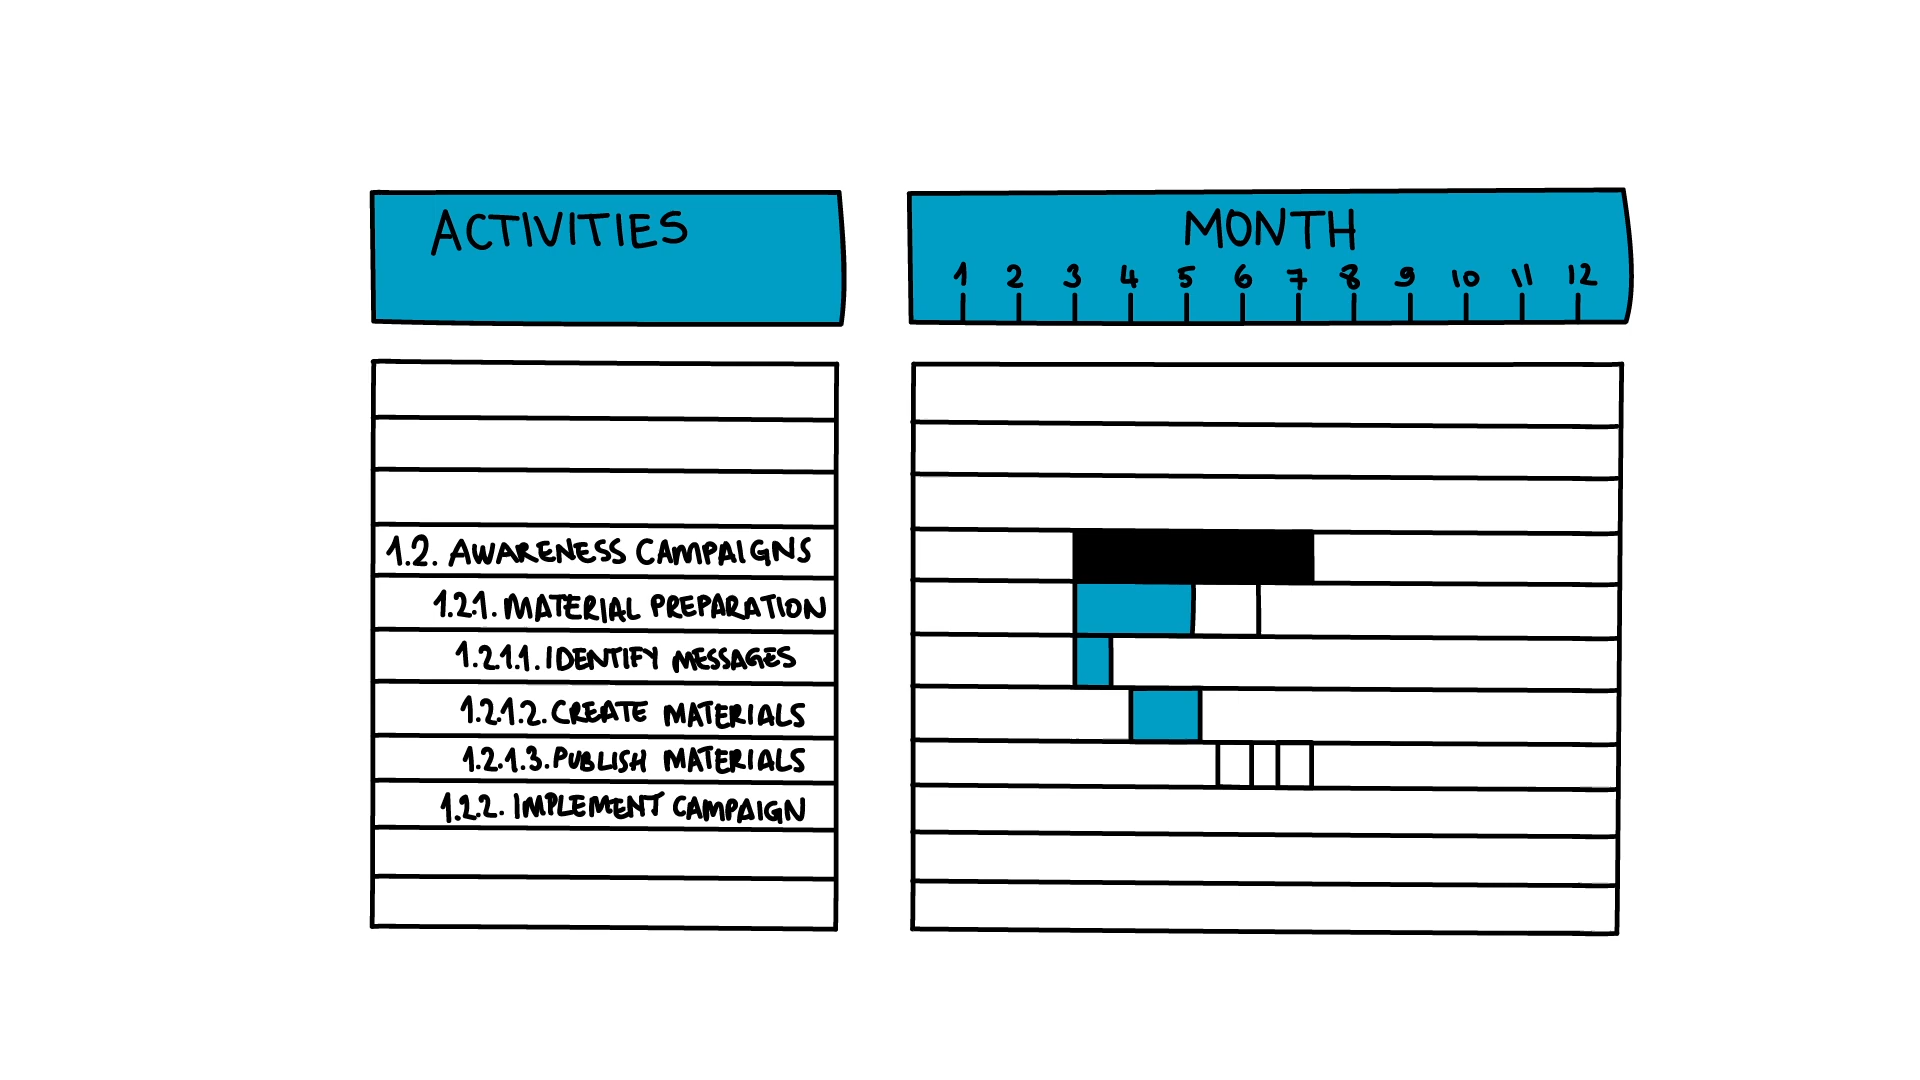 ACTIVITIES
MONTH
1 2 3 4 5 6 7 8 9 10 11 12
1.2. AWARENESS CAMPAIGNS
1.2.1. MATERIAL PREPARATION
1.2.1.1. IDENTIFY MESSAGES
1.2.1.2. CREATE MATERIALS
1.2.1.3. PUBLISH MATERIALS
1.2.2. IMPLEMENT CAMPAIGN